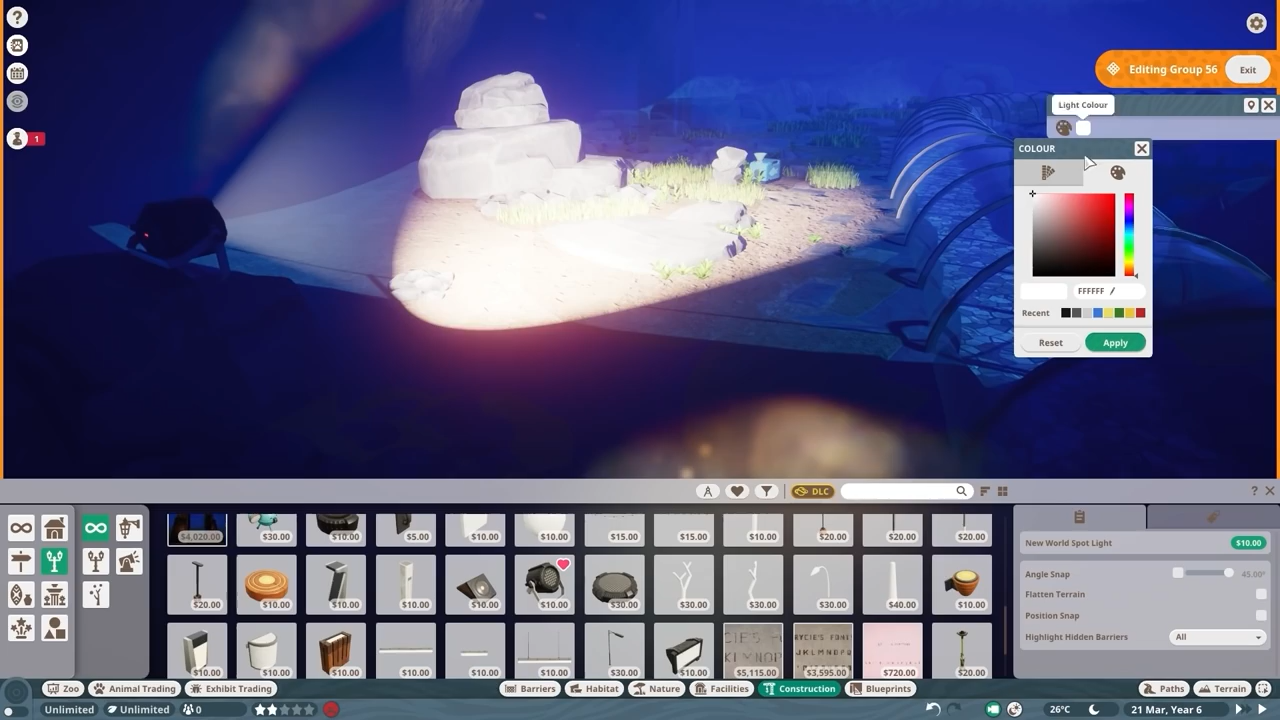 ?
Editing Group 56
Exit
Light Colour
1
COLOUR
FFFFFF
Recent
Reset
Apply
DLC
?
$4,020.00 $30.00 $10.00 $5.00 $10.00 $10.00 $15.00 $15.00 $10.00 $20.00 $20.00 $20.00
New World Spot Light $10.00
Angle Snap 45.00°
$20.00 $10.00 $10.00 $10.00 $10.00 $10.00 $30.00 $30.00 $30.00 $30.00 $40.00 $10.00
Flatten Terrain
Position Snap
Highlight Hidden Barriers All
$10.00 $10.00 $10.00 $10.00 $10.00 $10.00 $30.00 $10.00 $5,115.00 $3,595.00 $720.00 $20.00
Zoo Animal Trading Exhibit Trading Barriers Habitat Nature Facilities Construction Blueprints Paths Terrain
Unlimited Unlimited 0 26°C 21 Mar, Year 6